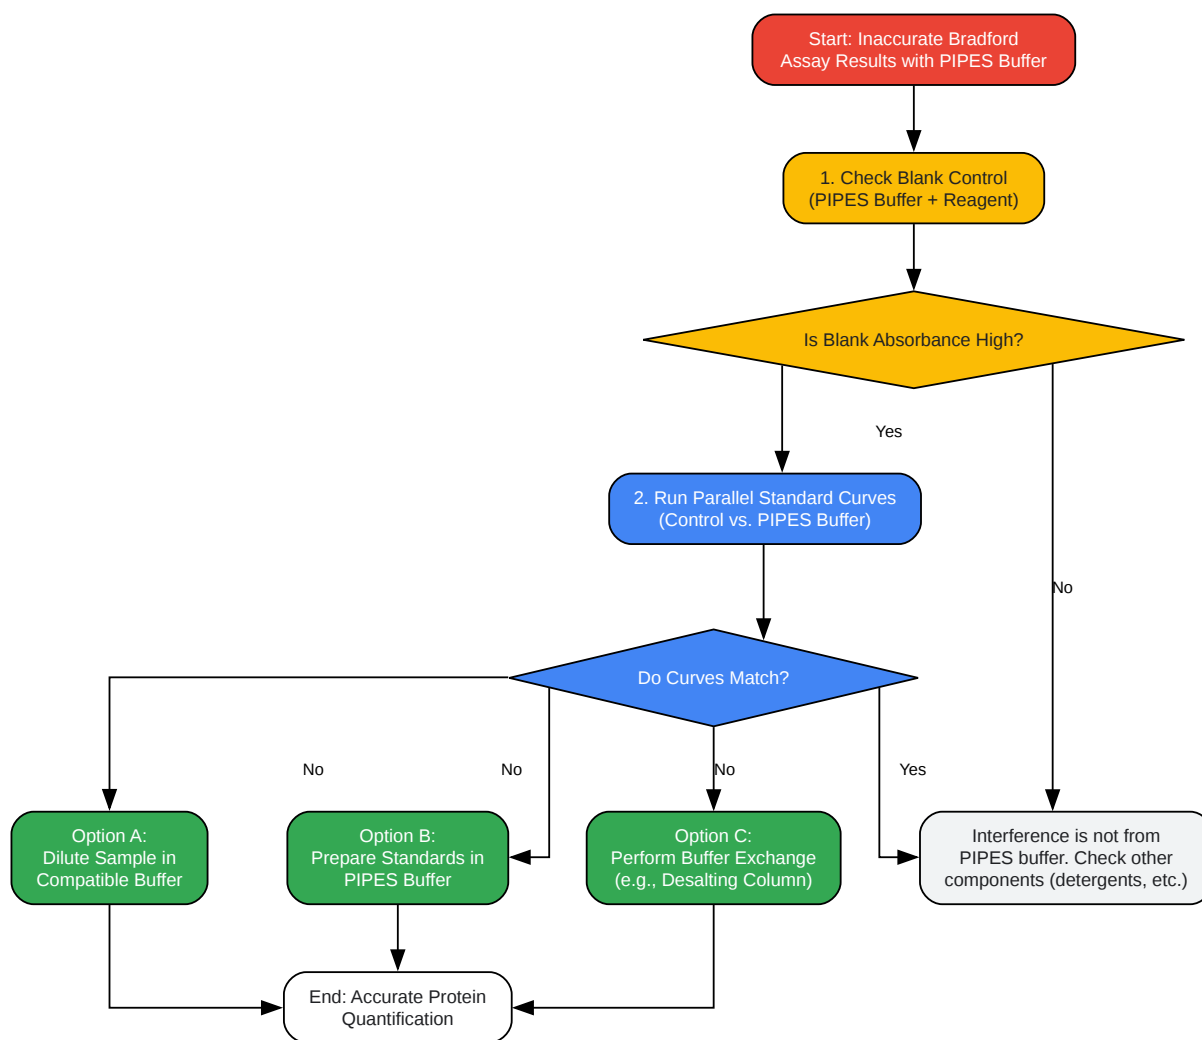 Start: Inaccurate Bradford
Assay Results with PIPES Buffer
1. Check Blank Control
(PIPES Buffer + Reagent)
Is Blank Absorbance High?
Yes
2. Run Parallel Standard Curves
(Control vs. PIPES Buffer)
No
Do Curves Match?
No
No
No
Yes
Option A:
Dilute Sample in
Compatible Buffer
Option B:
Prepare Standards in
PIPES Buffer
Option C:
Perform Buffer Exchange
(e.g., Desalting Column)
Interference is not from
PIPES buffer. Check other
components (detergents, etc.)
End: Accurate Protein
Quantification